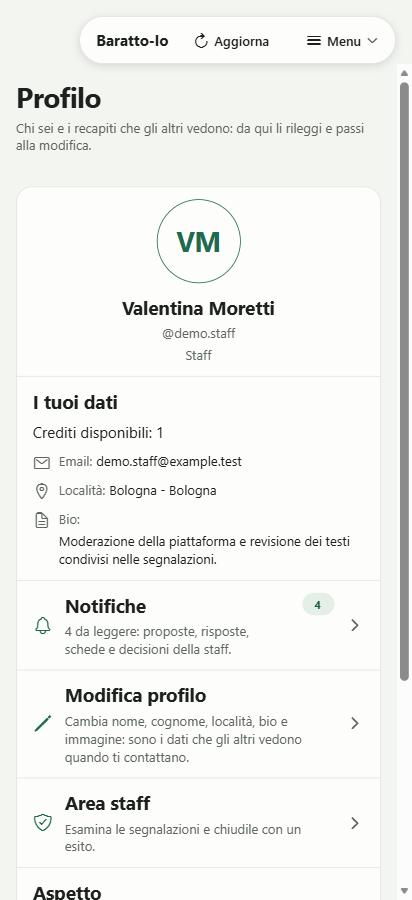 Baratto-lo Aggiorna Menu
Profilo
Chi sei e i recapiti che gli altri vedono: da qui li rileggi e passi
alla modifica.
VM
Valentina Moretti
@demo.staff
Staff
I tuoi dati
Crediti disponibili: 1
Email: demo.staff@example.test
Località: Bologna - Bologna
Bio:
Moderazione della piattaforma e revisione dei testi
condivisi nelle segnalazioni.
Notifiche 4
4 da leggere: proposte, risposte,
schede e decisioni della staff.
Modifica profilo
Cambia nome, cognome, località, bio e
immagine: sono i dati che gli altri vedono
quando ti contattano.
Area staff
Esamina le segnalazioni e chiudile con un
esito.
Aspetto